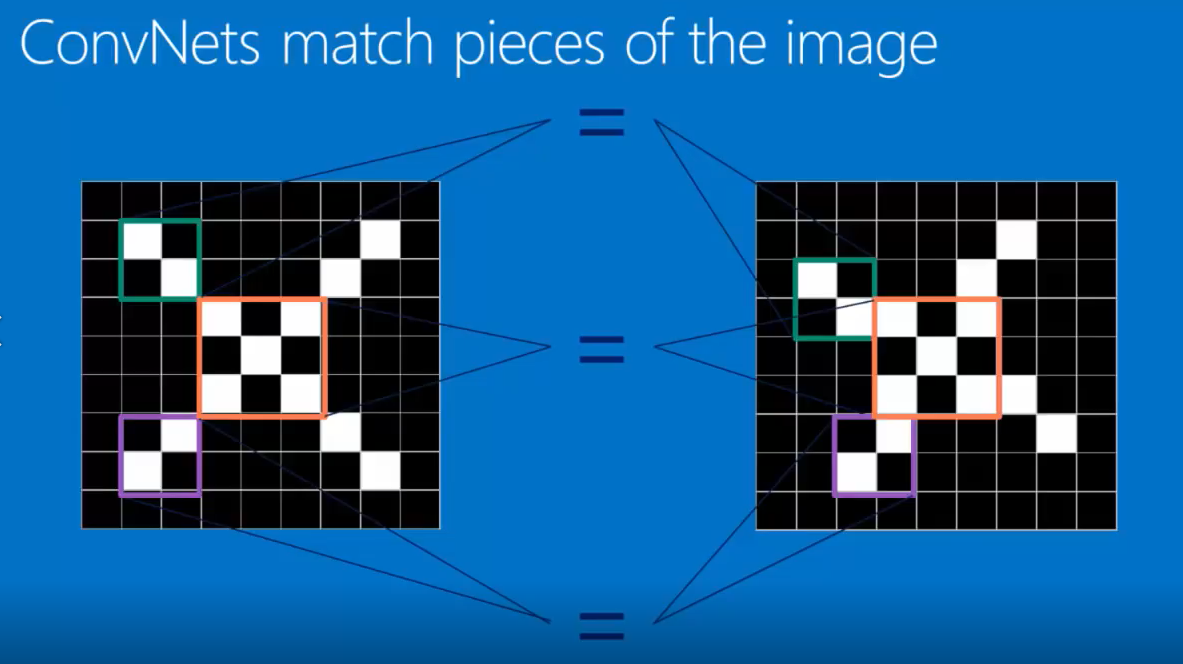 ConvNets match pieces of the image
=
=
=